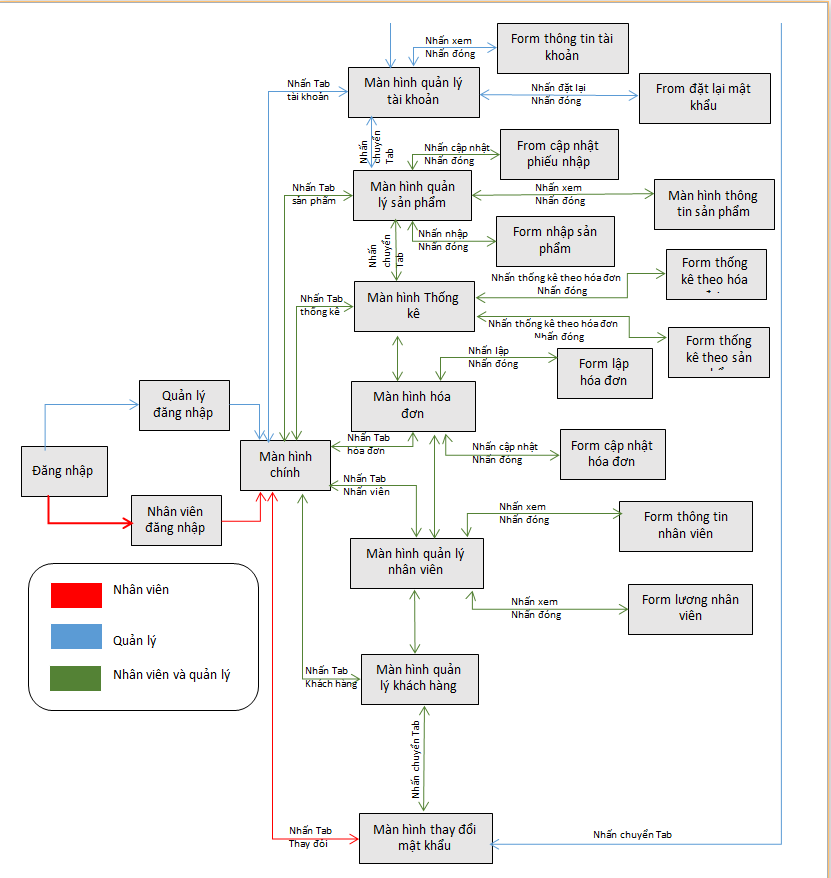 Nhấn xem
Nhấn đóng
Form thông tin tài
khoản
Nhấn Tab
tài khoản
Màn hình quản lý
tài khoản
Nhấn đặt lại
Nhấn đóng
From đặt lại mật
khẩu
Nhấn
chuyển
Tab
Nhấn cập nhật
Nhấn đóng
From cập nhật
phiếu nhập
Nhấn Tab
sản phẩm
Màn hình quản
lý sản phẩm
Nhấn xem
Nhấn đóng
Màn hình thông
tin sản phẩm
Nhấn
chuyển
Tab
Nhấn nhập
Nhấn đóng
Form nhập sản
phẩm
Nhấn Tab
thống kê
Màn hình Thống
kê
Nhấn thống kê theo hóa đơn
Nhấn đóng
Form thống
kê theo hóa
Nhấn thống kê theo hóa đơn
Nhấn đóng
Form thống
kê theo sản
Nhấn lập
Nhấn đóng
Form lập
hóa đơn
Màn hình hóa
đơn
Quản lý
đăng nhập
Nhấn Tab
hóa đơn
Nhấn cập nhật
Nhấn đóng
Form cập nhật
hóa đơn
Đăng nhập
Màn hình
chính
Nhấn Tab
Nhân viên
Nhân viên
đăng nhập
Nhấn xem
Nhấn đóng
Form thông tin
nhân viên
Màn hình quản lý
nhân viên
Nhấn xem
Nhấn đóng
Form lương nhân
viên
Nhân viên
Quản lý
Nhân viên và quản lý
Nhấn Tab
Khách hàng
Màn hình quản
lý khách hàng
Nhấn chuyển Tab
Nhấn Tab
Thay đổi
Màn hình thay đổi
mật khẩu
Nhấn chuyển Tab